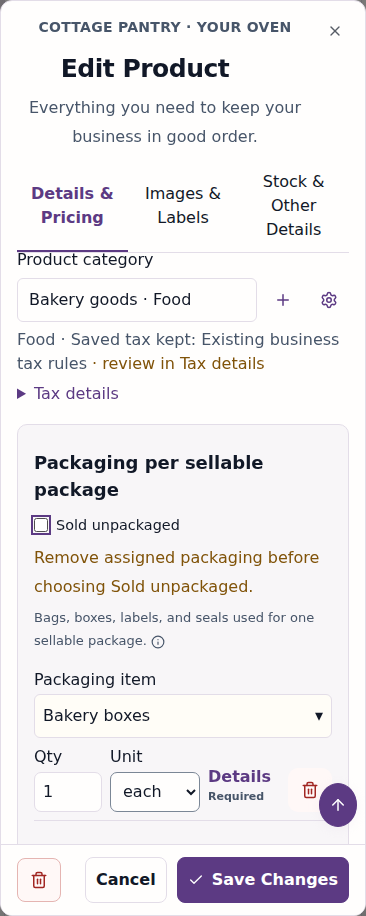 COTTAGE PANTRY · YOUR OVEN
Edit Product
Everything you need to keep your
business in good order.
Details &
Pricing
Images &
Labels
Stock &
Other
Details
Product category
Bakery goods · Food
Food · Saved tax kept: Existing business
tax rules · review in Tax details
Tax details
Packaging per sellable
package
Sold unpackaged
Remove assigned packaging before
choosing Sold unpackaged.
Bags, boxes, labels, and seals used for one
sellable package.
Packaging item
Bakery boxes
Qty
Unit
1
each
Details
Required
Cancel
Save Changes